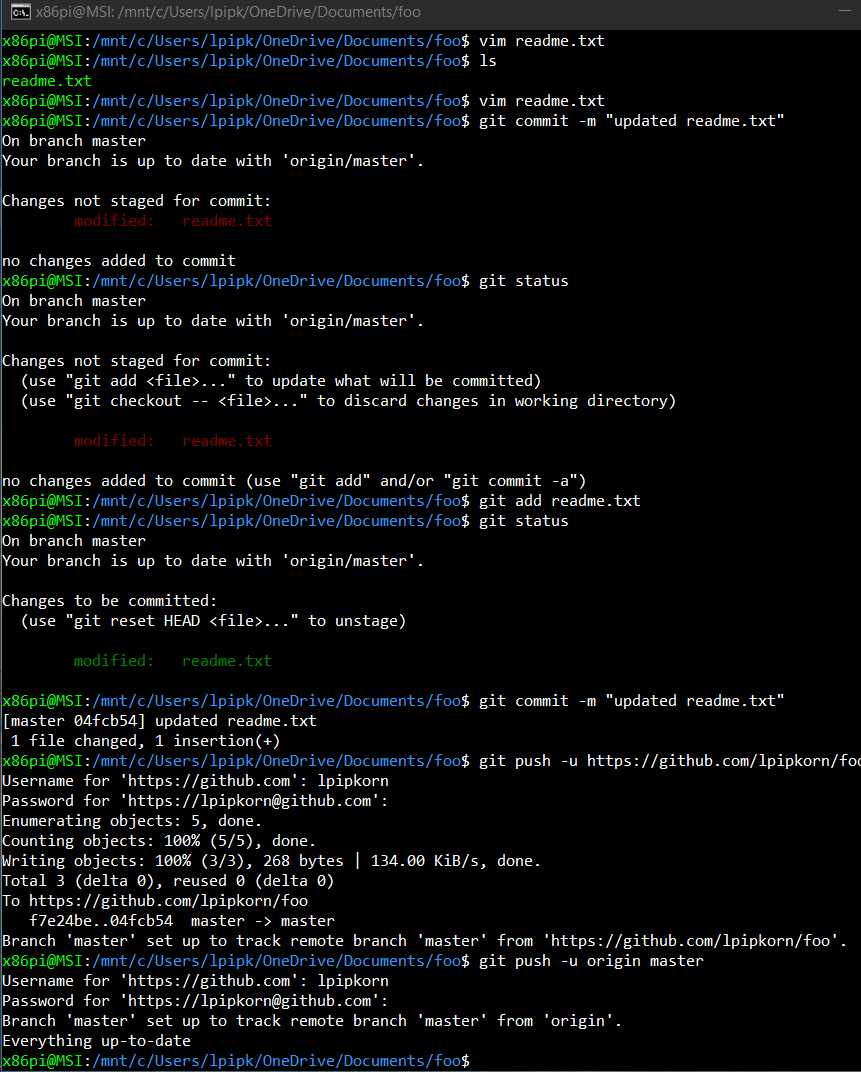 x86pi@MSI: /mnt/c/Users/lpipk/OneDrive/Documents/foo
x86pi@MSI:/mnt/c/Users/lpipk/OneDrive/Documents/foo$ vim readme.txt
x86pi@MSI:/mnt/c/Users/lpipk/OneDrive/Documents/foo$ ls
readme.txt
x86pi@MSI:/mnt/c/Users/lpipk/OneDrive/Documents/foo$ vim readme.txt
x86pi@MSI:/mnt/c/Users/lpipk/OneDrive/Documents/foo$ git commit -m "updated readme.txt"
On branch master
Your branch is up to date with 'origin/master'.

Changes not staged for commit:
        modified:   readme.txt

no changes added to commit
x86pi@MSI:/mnt/c/Users/lpipk/OneDrive/Documents/foo$ git status
On branch master
Your branch is up to date with 'origin/master'.

Changes not staged for commit:
  (use "git add <file>..." to update what will be committed)
  (use "git checkout -- <file>..." to discard changes in working directory)

        modified:   readme.txt

no changes added to commit (use "git add" and/or "git commit -a")
x86pi@MSI:/mnt/c/Users/lpipk/OneDrive/Documents/foo$ git add readme.txt
x86pi@MSI:/mnt/c/Users/lpipk/OneDrive/Documents/foo$ git status
On branch master
Your branch is up to date with 'origin/master'.

Changes to be committed:
  (use "git reset HEAD <file>..." to unstage)

        modified:   readme.txt

x86pi@MSI:/mnt/c/Users/lpipk/OneDrive/Documents/foo$ git commit -m "updated readme.txt"
[master 04fcb54] updated readme.txt
 1 file changed, 1 insertion(+)
x86pi@MSI:/mnt/c/Users/lpipk/OneDrive/Documents/foo$ git push -u https://github.com/lpipkorn/foo
Username for 'https://github.com': lpipkorn
Password for 'https://lpipkorn@github.com':
Enumerating objects: 5, done.
Counting objects: 100% (5/5), done.
Writing objects: 100% (3/3), 268 bytes | 134.00 KiB/s, done.
Total 3 (delta 0), reused 0 (delta 0)
To https://github.com/lpipkorn/foo
   f7e24be..04fcb54  master -> master
Branch 'master' set up to track remote branch 'master' from 'https://github.com/lpipkorn/foo'.
x86pi@MSI:/mnt/c/Users/lpipk/OneDrive/Documents/foo$ git push -u origin master
Username for 'https://github.com': lpipkorn
Password for 'https://lpipkorn@github.com':
Branch 'master' set up to track remote branch 'master' from 'origin'.
Everything up-to-date
x86pi@MSI:/mnt/c/Users/lpipk/OneDrive/Documents/foo$